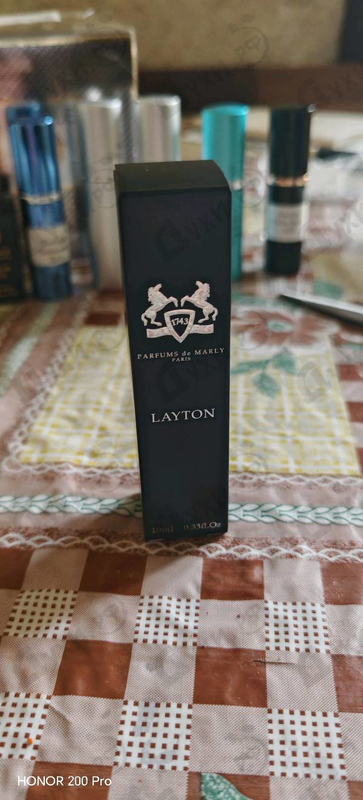 1743
PARFUMS de MARLY
PARIS
LAYTON
10ml 0.33fl.Oz
HONOR 200 Pro